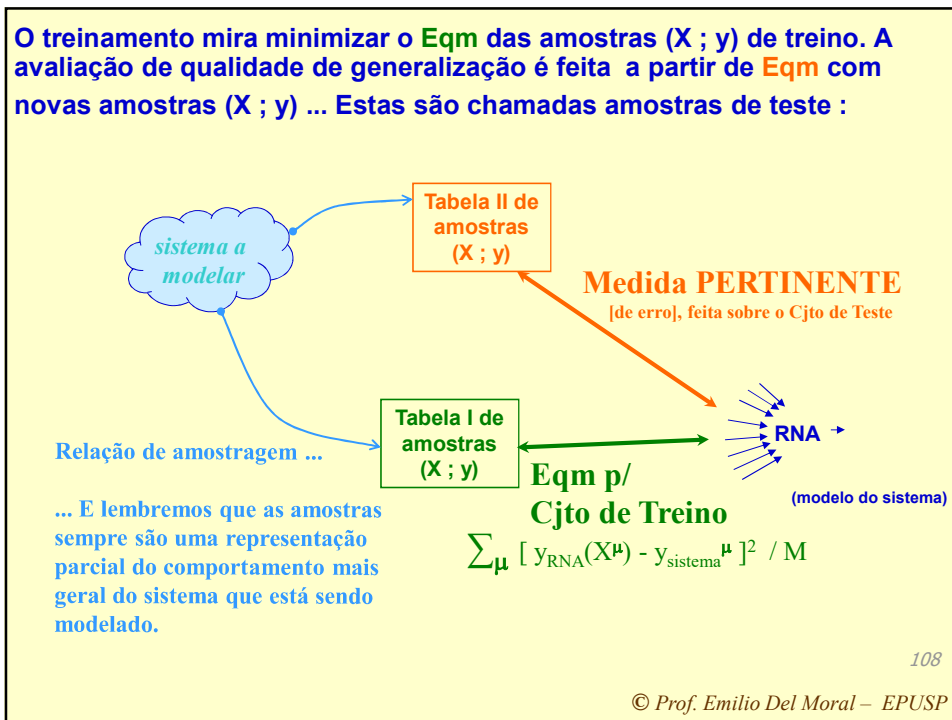 O treinamento mira minimizar o Eqm das amostras (X ; y) de treino. A
avaliação de qualidade de generalização é feita a partir de Eqm com
novas amostras (X ; y) ... Estas são chamadas amostras de teste :
Tabela II de
amostras
(X ; y)
sistema a
modelar
Medida PERTINENTE
[de erro], feita sobre o Cjto de Teste
Tabela I de
amostras
(X ; y)
RNA
(modelo do sistema)
Relação de amostragem ...
... E lembremos que as amostras
sempre são uma representação
parcial do comportamento mais
geral do sistema que está sendo
modelado.
Eqm p/
Cjto de Treino
∑μ [ yRNA(Xμ) - ysistemaμ ]2 / M
108
© Prof. Emilio Del Moral – EPUSP